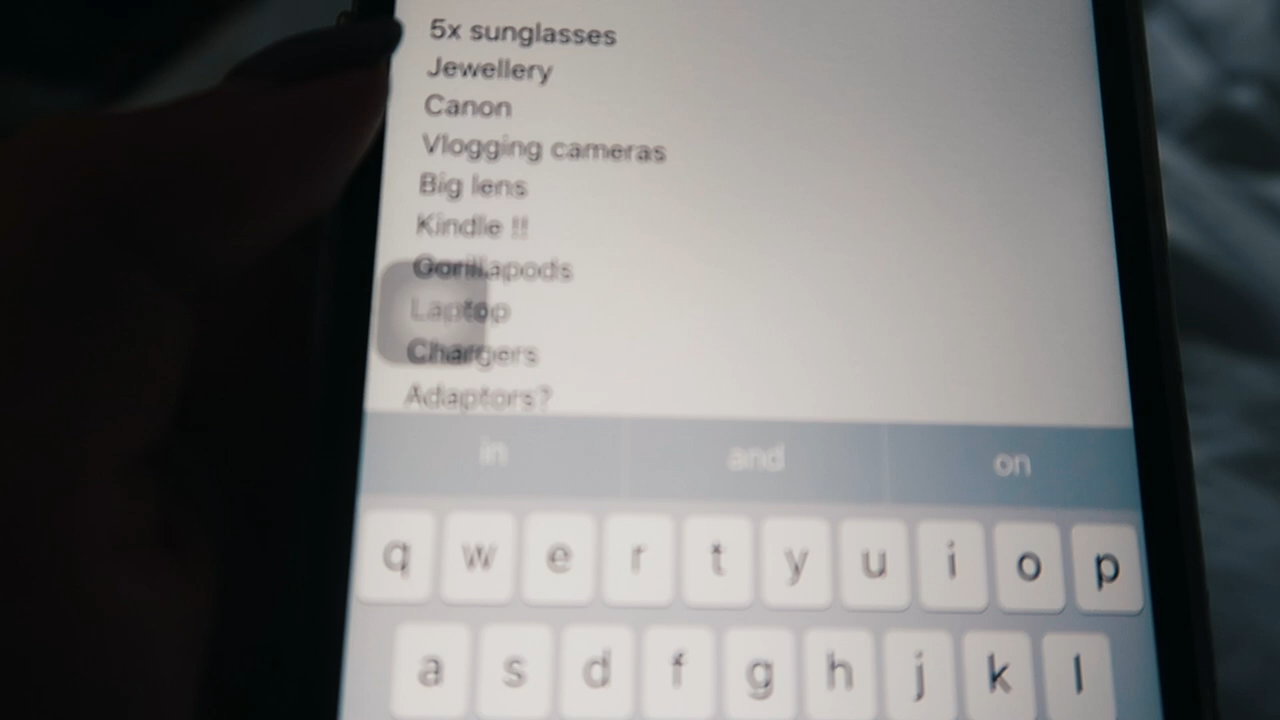 5x sunglasses
Jewellery
Canon
Vlogging cameras
Big lens
Kindle !!
Gorillapods
Laptop
Chargers
Adaptors?
in and on
q w e r t y u i o p
a s d f g h j k l